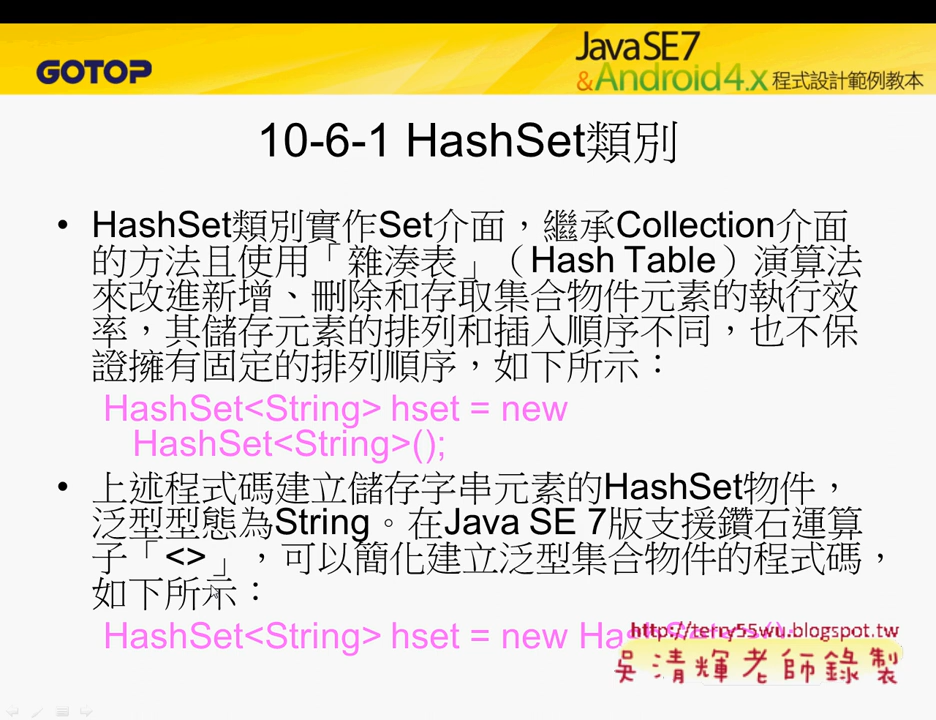 GOTOP
JavaSE7
&Android4.x 程式設計範例教本
10-6-1 HashSet類別
• HashSet類別實作Set介面，繼承Collection介面
的方法且使用「雜湊表」（Hash Table）演算法
來改進新增、刪除和存取集合物件元素的執行效
率，其儲存元素的排列和插入順序不同，也不保
證擁有固定的排列順序，如下所示：
HashSet<String> hset = new
HashSet<String>();
• 上述程式碼建立儲存字串元素的HashSet物件，
泛型型態為String。在Java SE 7版支援鑽石運算
子「<>」，可以簡化建立泛型集合物件的程式碼，
如下所示：
HashSet<String> hset = new
http://terry55wu.blogspot.tw
吳清輝老師錄製